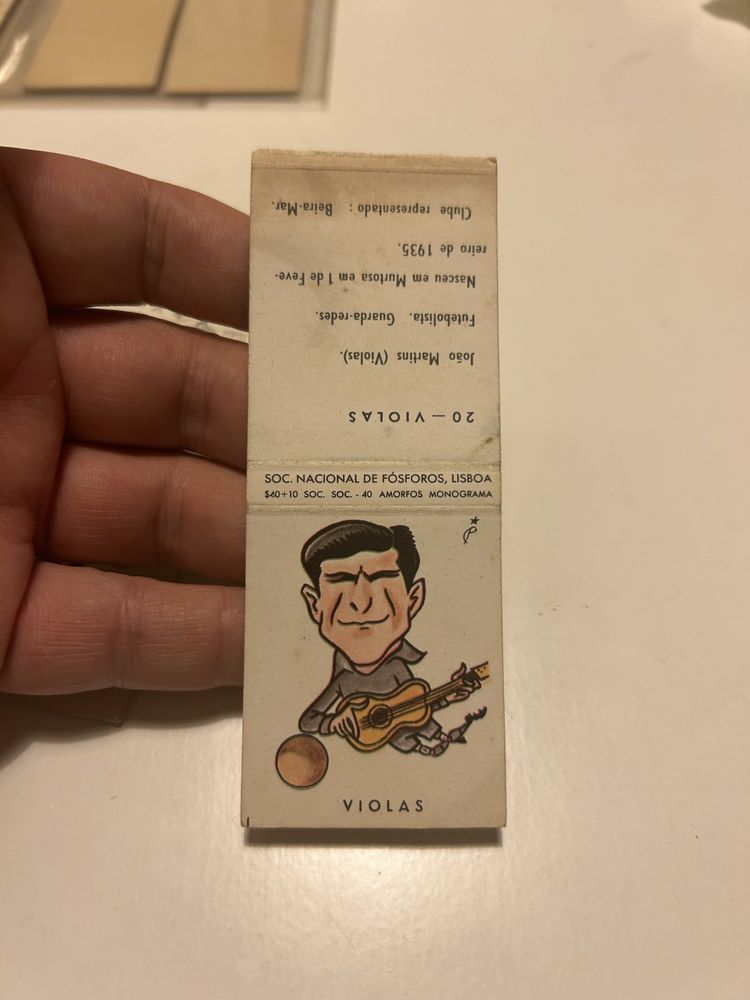 20 — VIOLAS
João Martins (Violas).
Futebolista. Guarda-redes.
Nasceu em Murtosa em 1 de Feve-
reiro de 1935.
Clube representado : Beira-Mar.
SOC. NACIONAL DE FÓSFOROS, LISBOA
$40+10 SOC. SOC. - 40 AMORFOS MONOGRAMA
VIOLAS